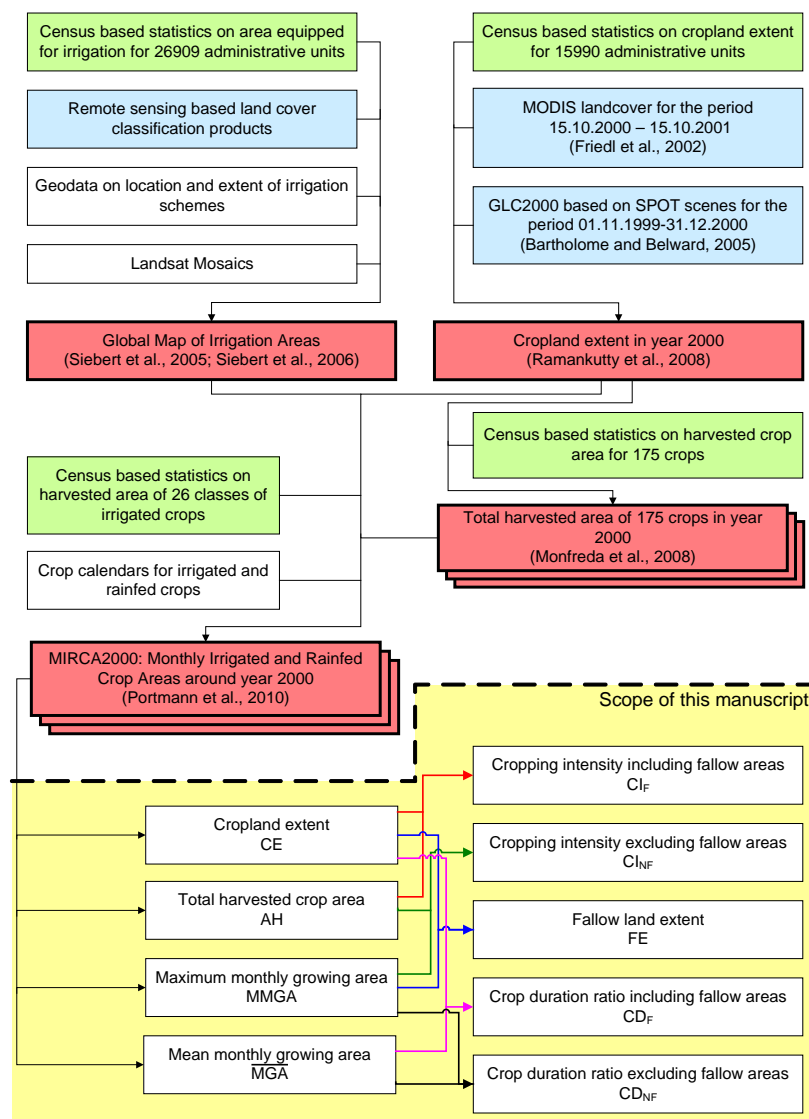 Census based statistics on area equipped
for irrigation for 26909 administrative units
Remote sensing based land cover
classification products
Geodata on location and extent of irrigation
schemes
Landsat Mosaics
Census based statistics on cropland extent
for 15990 administrative units
MODIS landcover for the period
15.10.2000 – 15.10.2001
(Friedl et al., 2002)
GLC2000 based on SPOT scenes for the
period 01.11.1999-31.12.2000
(Bartholome and Belward, 2005)
Global Map of Irrigation Areas
(Siebert et al., 2005; Siebert et al., 2006)
Cropland extent in year 2000
(Ramankutty et al., 2008)
Census based statistics on harvested crop
area for 175 crops
Census based statistics on
harvested area of 26 classes of
irrigated crops
Total harvested area of 175 crops in year
2000
(Monfreda et al., 2008)
Crop calendars for irrigated and
rainfed crops
MIRCA2000: Monthly Irrigated and Rainfed
Crop Areas around year 2000
(Portmann et al., 2010)
Scope of this manuscript
Cropland extent
CE
Total harvested crop area
AH
Maximum monthly growing area
MMGA
Mean monthly growing area
M̅G̅A̅
Cropping intensity including fallow areas
CI_F
Cropping intensity excluding fallow areas
CI_NF
Fallow land extent
FE
Crop duration ratio including fallow areas
CD_F
Crop duration ratio excluding fallow areas
CD_NF